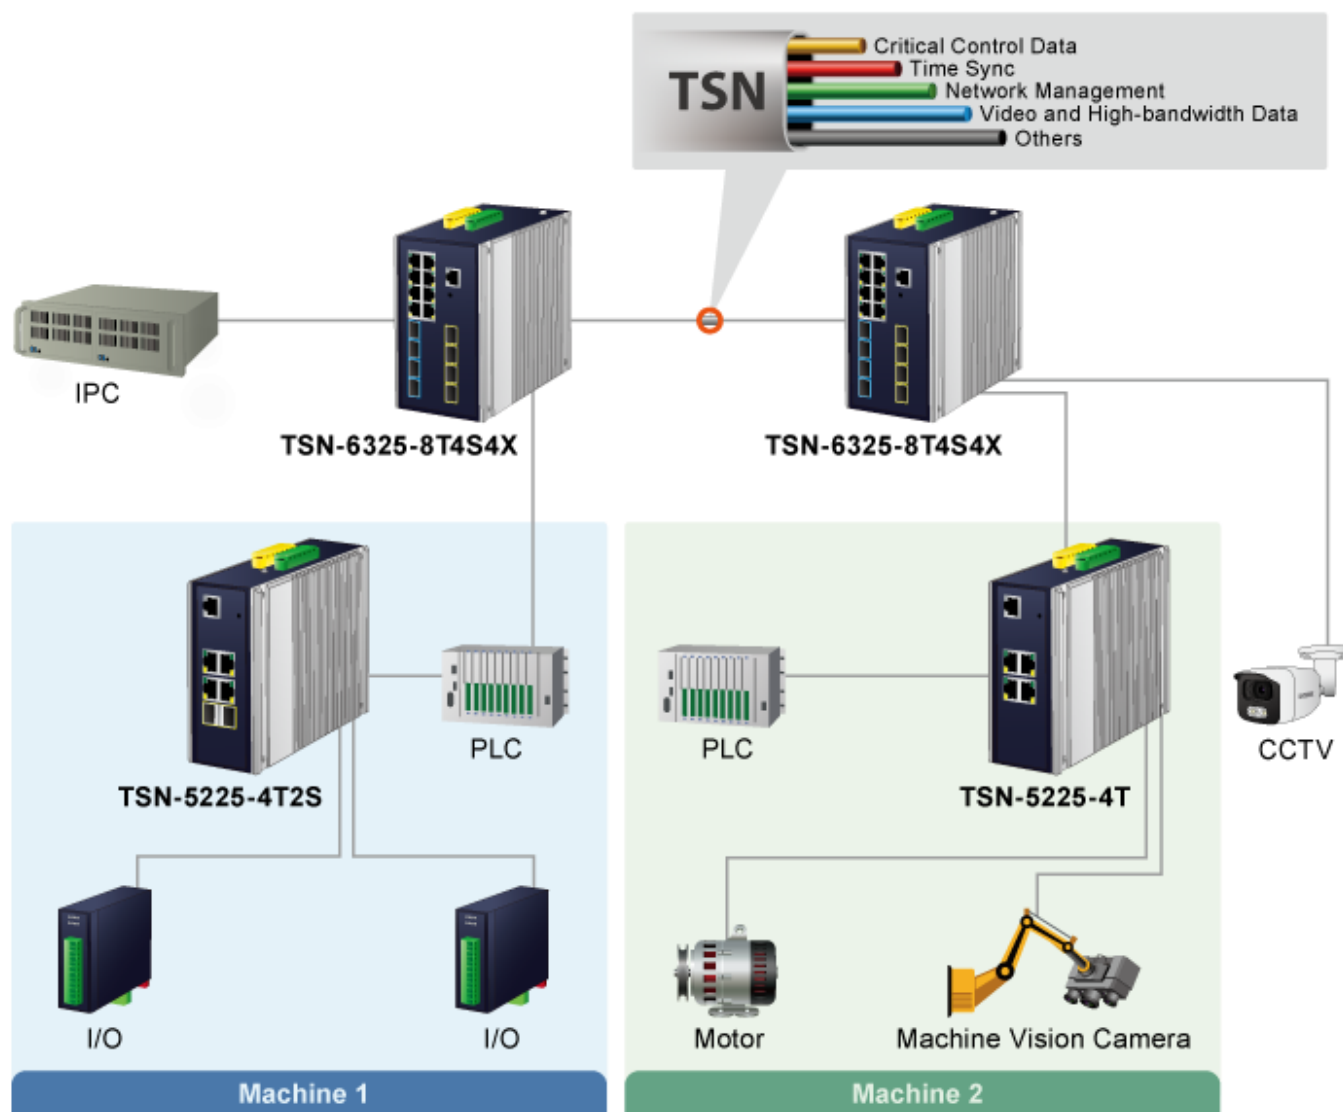 TSN
Critical Control Data
Time Sync
Network Management
Video and High-bandwidth Data
Others
IPC
TSN-6325-8T4S4X
TSN-6325-8T4S4X
PLC
PLC
CCTV
TSN-5225-4T2S
TSN-5225-4T
I/O
I/O
Motor
Machine Vision Camera
Machine 1
Machine 2